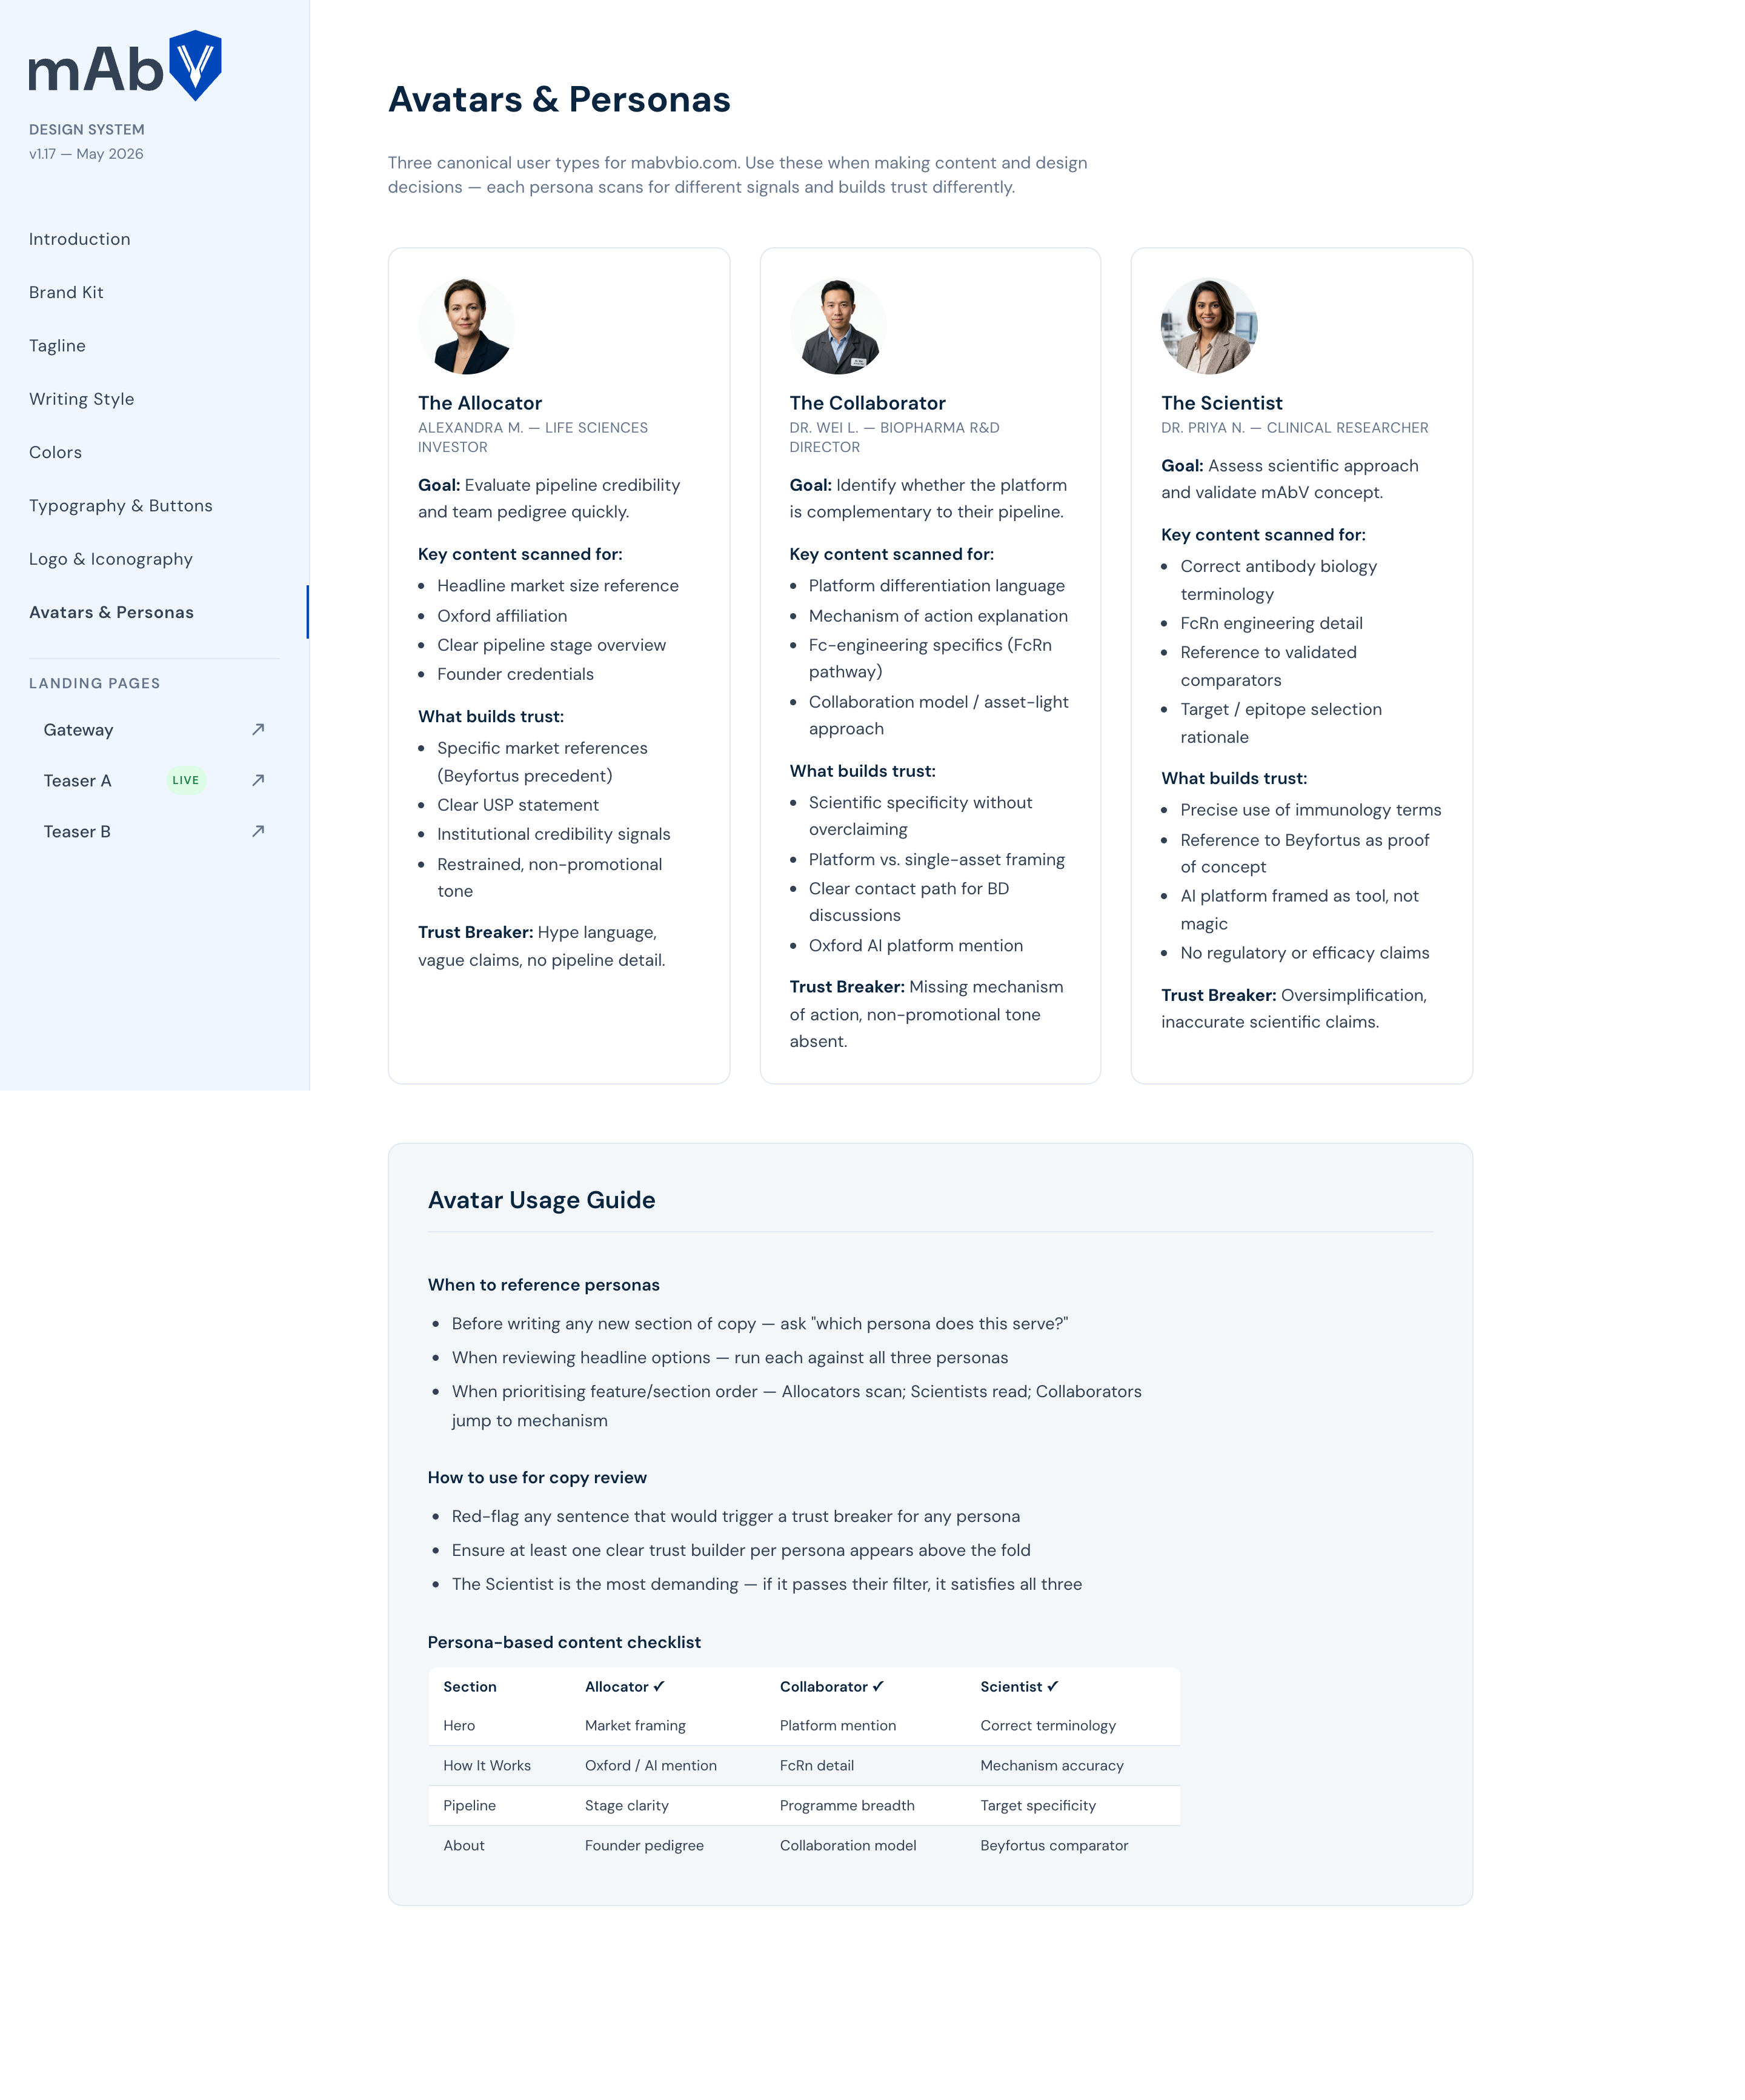 mAbV
DESIGN SYSTEM
v1.17 — May 2026
Introduction
Brand Kit
Tagline
Writing Style
Colors
Typography & Buttons
Logo & Iconography
Avatars & Personas
LANDING PAGES
Gateway
Teaser A LIVE
Teaser B
Avatars & Personas
Three canonical user types for mabvbio.com. Use these when making content and design
decisions — each persona scans for different signals and builds trust differently.
The Allocator
ALEXANDRA M. — LIFE SCIENCES
INVESTOR
Goal: Evaluate pipeline credibility
and team pedigree quickly.
Key content scanned for:
• Headline market size reference
• Oxford affiliation
• Clear pipeline stage overview
• Founder credentials
What builds trust:
• Specific market references
(Beyfortus precedent)
• Clear USP statement
• Institutional credibility signals
• Restrained, non-promotional
tone
Trust Breaker: Hype language,
vague claims, no pipeline detail.
The Collaborator
DR. WEI L. — BIOPHARMA R&D
DIRECTOR
Goal: Identify whether the platform
is complementary to their pipeline.
Key content scanned for:
• Platform differentiation language
• Mechanism of action explanation
• Fc-engineering specifics (FcRn
pathway)
• Collaboration model / asset-light
approach
What builds trust:
• Scientific specificity without
overclaiming
• Platform vs. single-asset framing
• Clear contact path for BD
discussions
• Oxford AI platform mention
Trust Breaker: Missing mechanism
of action, non-promotional tone
absent.
The Scientist
DR. PRIYA N. — CLINICAL RESEARCHER
Goal: Assess scientific approach
and validate mAbV concept.
Key content scanned for:
• Correct antibody biology
terminology
• FcRn engineering detail
• Reference to validated
comparators
• Target / epitope selection
rationale
What builds trust:
• Precise use of immunology terms
• Reference to Beyfortus as proof
of concept
• AI platform framed as tool, not
magic
• No regulatory or efficacy claims
Trust Breaker: Oversimplification,
inaccurate scientific claims.
Avatar Usage Guide
When to reference personas
• Before writing any new section of copy — ask "which persona does this serve?"
• When reviewing headline options — run each against all three personas
• When prioritising feature/section order — Allocators scan; Scientists read; Collaborators
jump to mechanism
How to use for copy review
• Red-flag any sentence that would trigger a trust breaker for any persona
• Ensure at least one clear trust builder per persona appears above the fold
• The Scientist is the most demanding — if it passes their filter, it satisfies all three
Persona-based content checklist
Section Allocator ✓ Collaborator ✓ Scientist ✓
Hero Market framing Platform mention Correct terminology
How It Works Oxford / AI mention FcRn detail Mechanism accuracy
Pipeline Stage clarity Programme breadth Target specificity
About Founder pedigree Collaboration model Beyfortus comparator